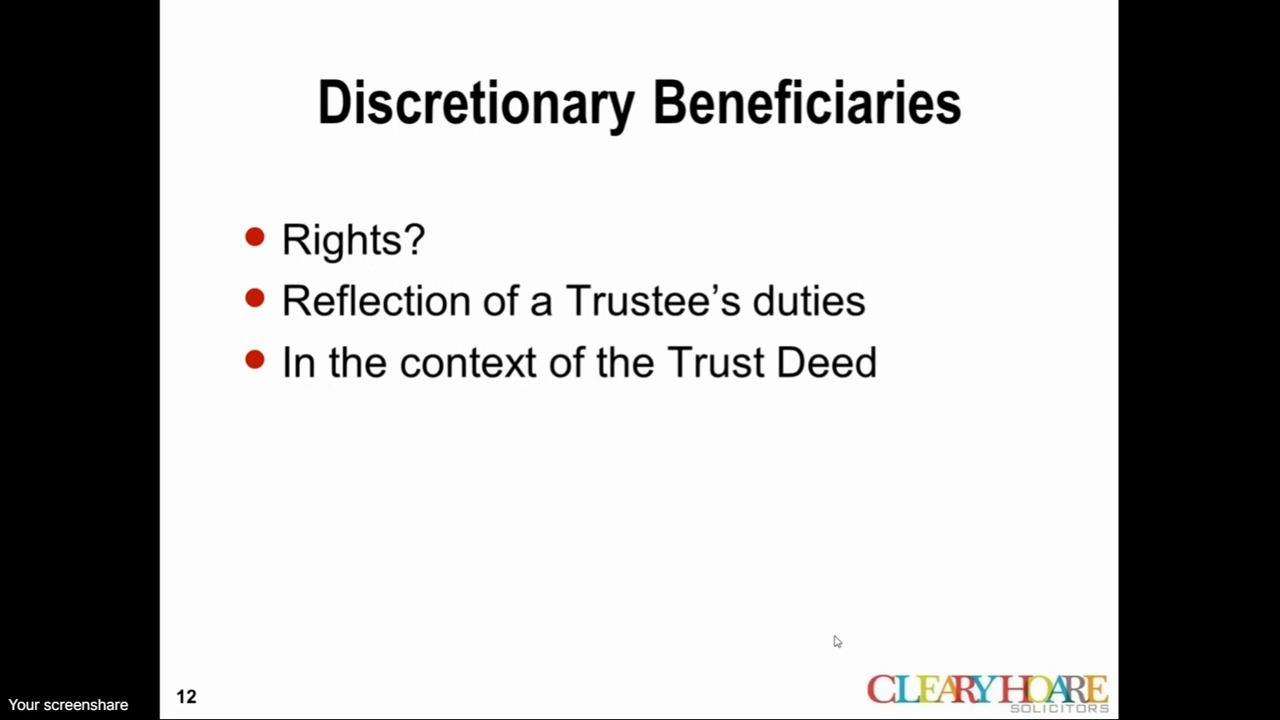 Discretionary Beneficiaries
Rights?
Reflection of a Trustee’s duties
In the context of the Trust Deed
Your screenshare
12
CLEARY HOARE
SOLICITORS